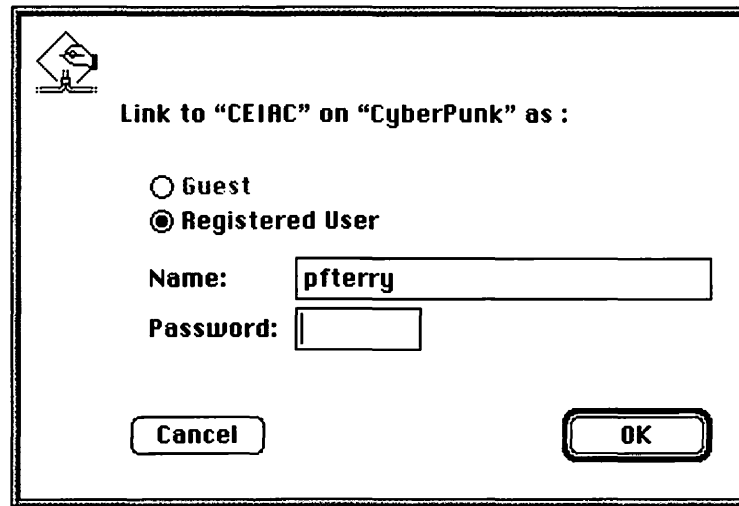 Link to “CEIAC” on “CyberPunk” as :
Guest
Registered User
Name: pfterry
Password:
Cancel OK